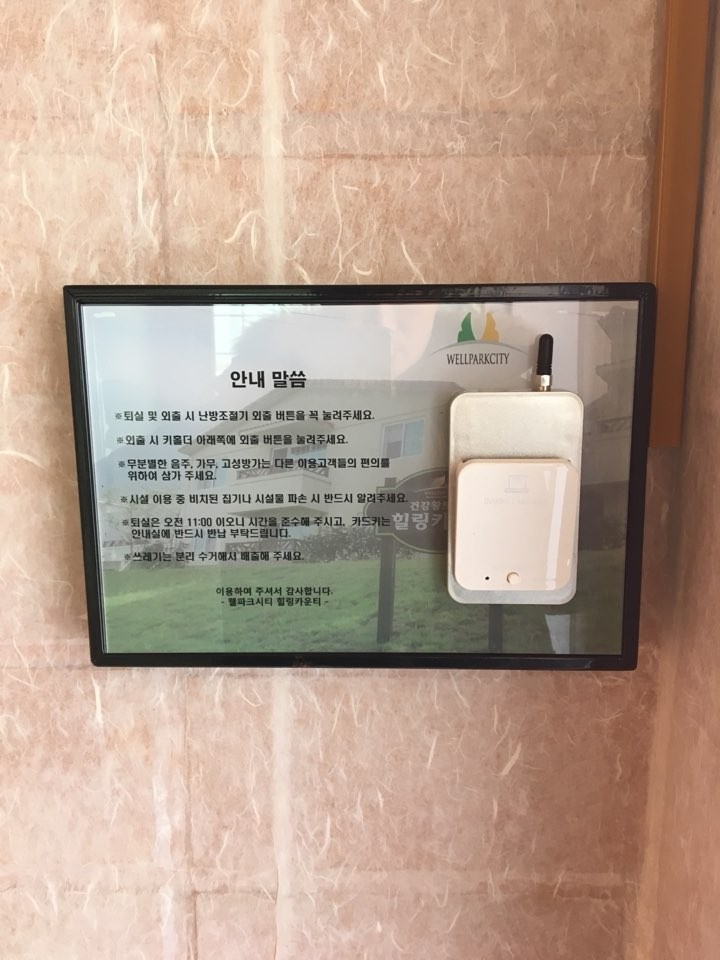 WELLPARKCITY
안내 말씀
※퇴실 및 외출 시 난방조절기 외출 버튼을 꼭 눌려주세요.
※외출 시 키홀더 아래쪽에 외출 버튼을 눌려주세요.
※무분별한 음주, 가무, 고성방가는 다른 이용고객들의 편의를
위하여 삼가 주세요.
※시설 이용 중 비치된 집기나 시설물 파손 시 반드시 알려주세요.
※퇴실은 오전 11:00 이오니 시간을 준수해 주시고, 카드키는
안내실에 반드시 반납 부탁드립니다.
※쓰레기는 분리 수거해서 배출해 주세요.
이용하여 주셔서 감사합니다.
- 웰파크시티 힐링카운티 -
건강황토
힐링카